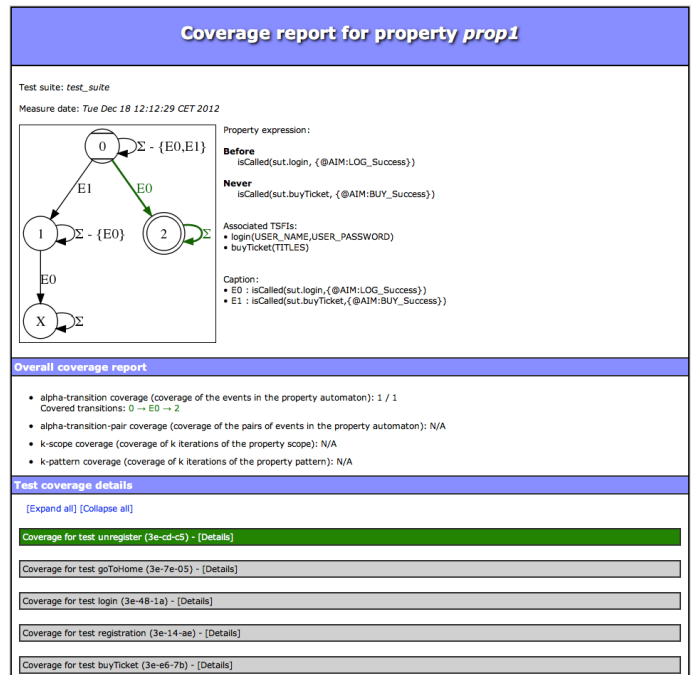 Coverage report for property prop1
Test suite: test_suite
Measure date: Tue Dec 18 12:12:29 CET 2012
0
Σ - {E0,E1}
E1
E0
1
Σ - {E0}
2
Σ
E0
X
Σ
Property expression:
Before
isCalled(sut.login, {@AIM:LOG_Success})
Never
isCalled(sut.buyTicket, {@AIM:BUY_Success})
Associated TSFIs:
• login(USER_NAME,USER_PASSWORD)
• buyTicket(TITLES)
Caption:
• E0 : isCalled(sut.login,{@AIM:LOG_Success})
• E1 : isCalled(sut.buyTicket,{@AIM:BUY_Success})
Overall coverage report
• alpha-transition coverage (coverage of the events in the property automaton): 1 / 1
Covered transitions: 0 → E0 → 2
• alpha-transition-pair coverage (coverage of the pairs of events in the property automaton): N/A
• k-scope coverage (coverage of k iterations of the property scope): N/A
• k-pattern coverage (coverage of k iterations of the property pattern): N/A
Test coverage details
[Expand all] [Collapse all]
Coverage for test unregister (3e-cd-c5) - [Details]
Coverage for test goToHome (3e-7e-05) - [Details]
Coverage for test login (3e-48-1a) - [Details]
Coverage for test registration (3e-14-ae) - [Details]
Coverage for test buyTicket (3e-e6-7b) - [Details]